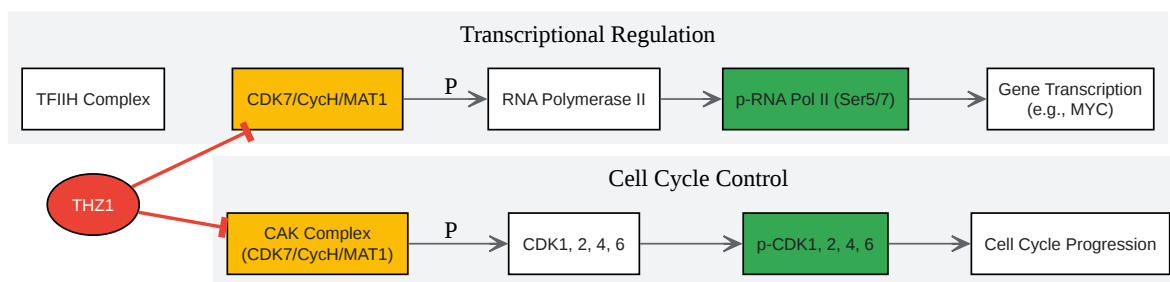 Transcriptional Regulation
TFIIH Complex
CDK7/CycH/MAT1
P
RNA Polymerase II
p-RNA Pol II (Ser5/7)
Gene Transcription
(e.g., MYC)
THZ1
Cell Cycle Control
CAK Complex
(CDK7/CycH/MAT1)
P
CDK1, 2, 4, 6
p-CDK1, 2, 4, 6
Cell Cycle Progression